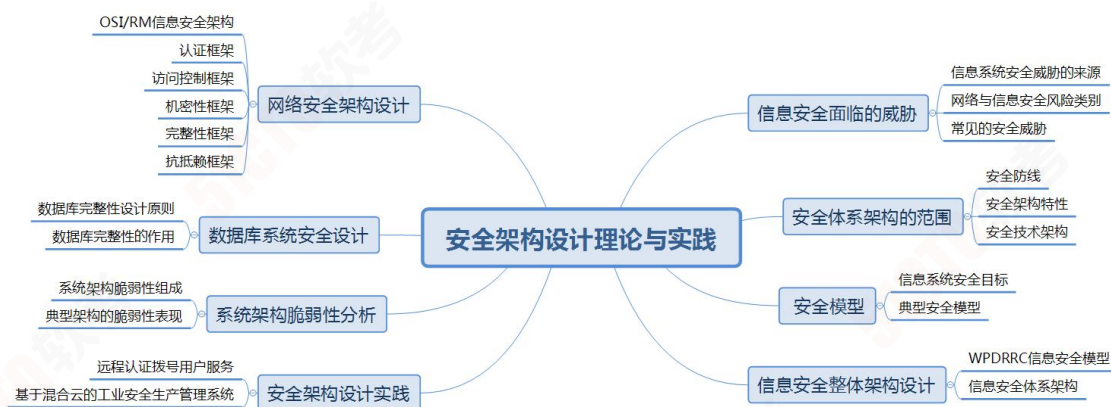 安全架构设计理论与实践
信息安全面临的威胁
信息系统安全威胁的来源
网络与信息安全风险类别
常见的安全威胁
安全体系架构的范围
安全防线
安全架构特性
安全技术架构
安全模型
信息系统安全目标
典型安全模型
信息安全整体架构设计
WPDRRC信息安全模型
信息安全体系架构
网络安全架构设计
OSI/RM信息安全架构
认证框架
访问控制框架
机密性框架
完整性框架
抗抵赖框架
数据库系统安全设计
数据库完整性设计原则
数据库完整性的作用
系统架构脆弱性分析
系统架构脆弱性组成
典型架构的脆弱性表现
安全架构设计实践
远程认证拨号用户服务
基于混合云的工业安全生产管理系统